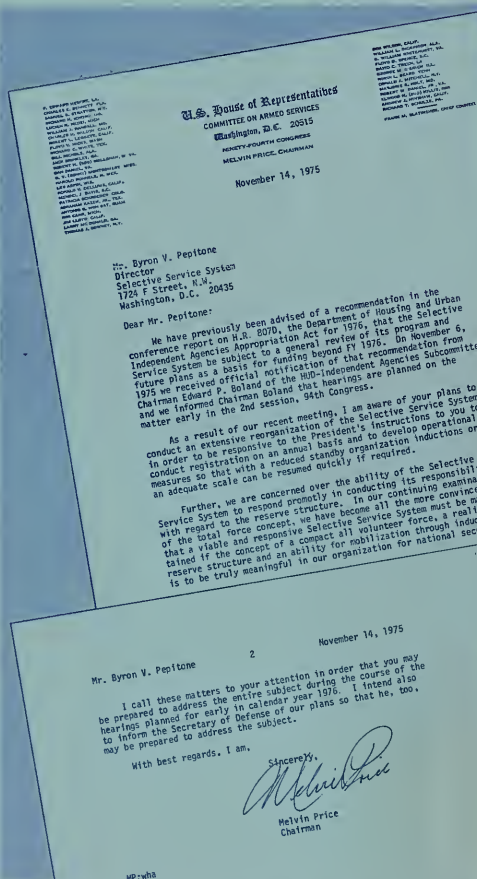 U.S. House of Representatives
COMMITTEE ON ARMED SERVICES
Washington, D.C. 20515
NINETY-FOURTH CONGRESS
MELVIN PRICE, CHAIRMAN
BOB WILSON, CALIF.
November 14, 1975
Mr. Byron V. Pepitone
Director
Selective Service System
1724 F Street, N.W.
Washington, D.C. 20435
Dear Mr. Pepitone:
We have previously been advised of a recommendation in the
conference report on H.R. 8070, the Department of Housing and Urban
Independent Agencies Appropriation Act for 1976, that the Selective
Service System be subject to a general review of its program and
future plans as a basis for funding beyond FY 1976. On November 6,
1975 we received official notification of that recommendation from
Chairman Edward P. Boland of the HUD-Independent Agencies Subcommitte
and we informed Chairman Boland that hearings are planned on the
matter early in the 2nd session, 94th Congress.
As a result of our recent meeting, I am aware of your plans to
conduct an extensive reorganization of the Selective Service System
in order to be responsive to the President's instructions to you to
conduct registration on an annual basis and to develop operational
measures so that with a reduced standby organization inductions on
an adequate scale can be resumed quickly if required.
Further, we are concerned over the ability of the Selective
Service System to respond promptly in conducting its responsibil
with regard to the reserve structure. In our continuing examina
of the total force concept, we have become all the more convince
that a viable and responsive Selective Service System must be ma
tained if the concept of a compact all volunteer force, a reali
reserve structure and an ability for mobilization through induc
is to be truly meaningful in our organization for national sec
Mr. Byron V. Pepitone 2 November 14, 1975
I call these matters to your attention in order that you may
be prepared to address the entire subject during the course of the
hearings planned for early in calendar year 1976. I intend also
to inform the Secretary of Defense of our plans so that he, too,
may be prepared to address the subject.
With best regards, I am,
Sincerely,
Melvin Price
Melvin Price
Chairman
MP:wha